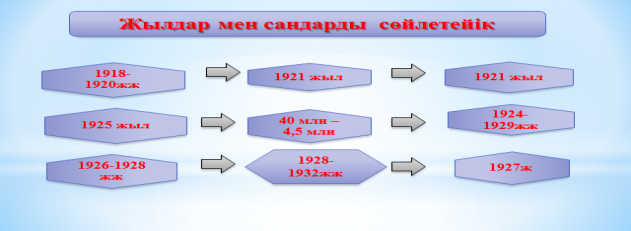 Жылдар мен сандарды сөйлетейік
1918-
1920жж
1921 жыл
1921 жыл
1925 жыл
40 млн –
4,5 млн
1924-
1929жж
1926-1928
жж
1928-
1932жж
1927ж